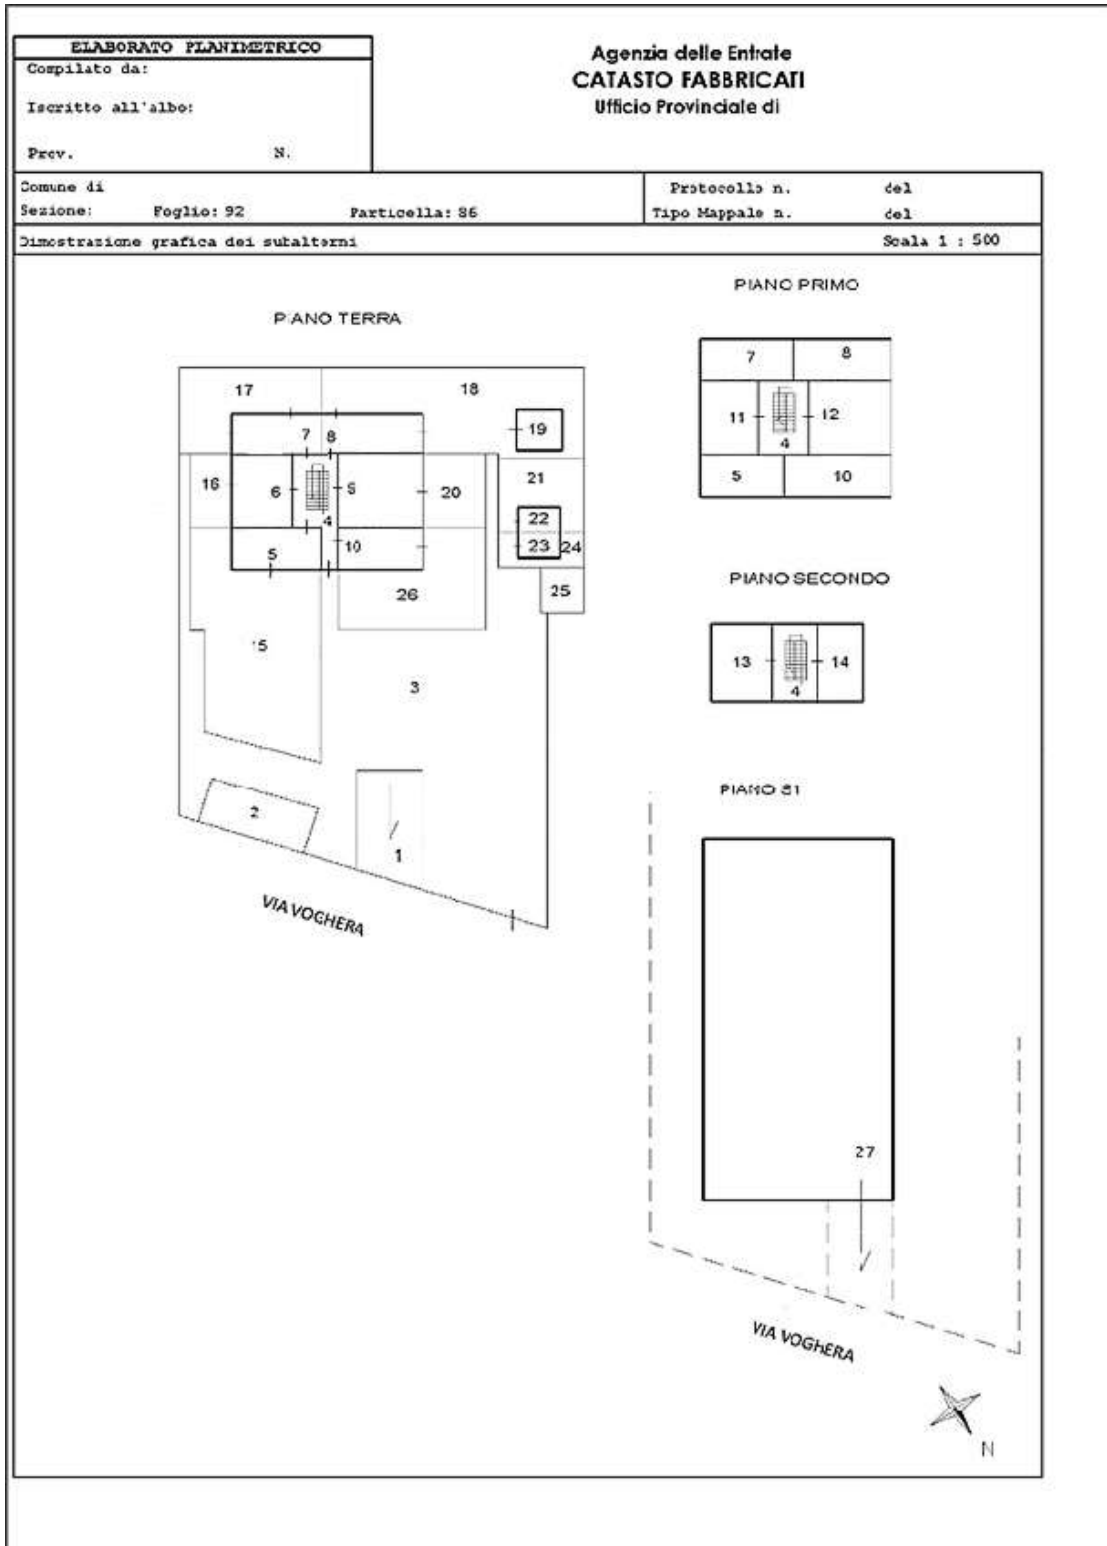 ELABORATO PLANIMETRICO
Compilato da:
Iscritto all'albo:
Prov. N.
Agenzia delle Entrate
CATASTO FABBRICATI
Ufficio Provinciale di
Comune di
Sezione: Foglio: 92 Particella: 86
Protocollo n. del
Tipo Mappale n. del
Dimostrazione grafica dei subalterni
Scala 1 : 500
PIANO TERRA
17 18
19
7 8
16 6 20 21
4 22
5 10 23 24
25
26
15
3
2
1
VIA VOGHERA
PIANO PRIMO
7 8
11 12
4
5 10
PIANO SECONDO
13 14
4
PIANO S1
27
VIA VOGHERA
N